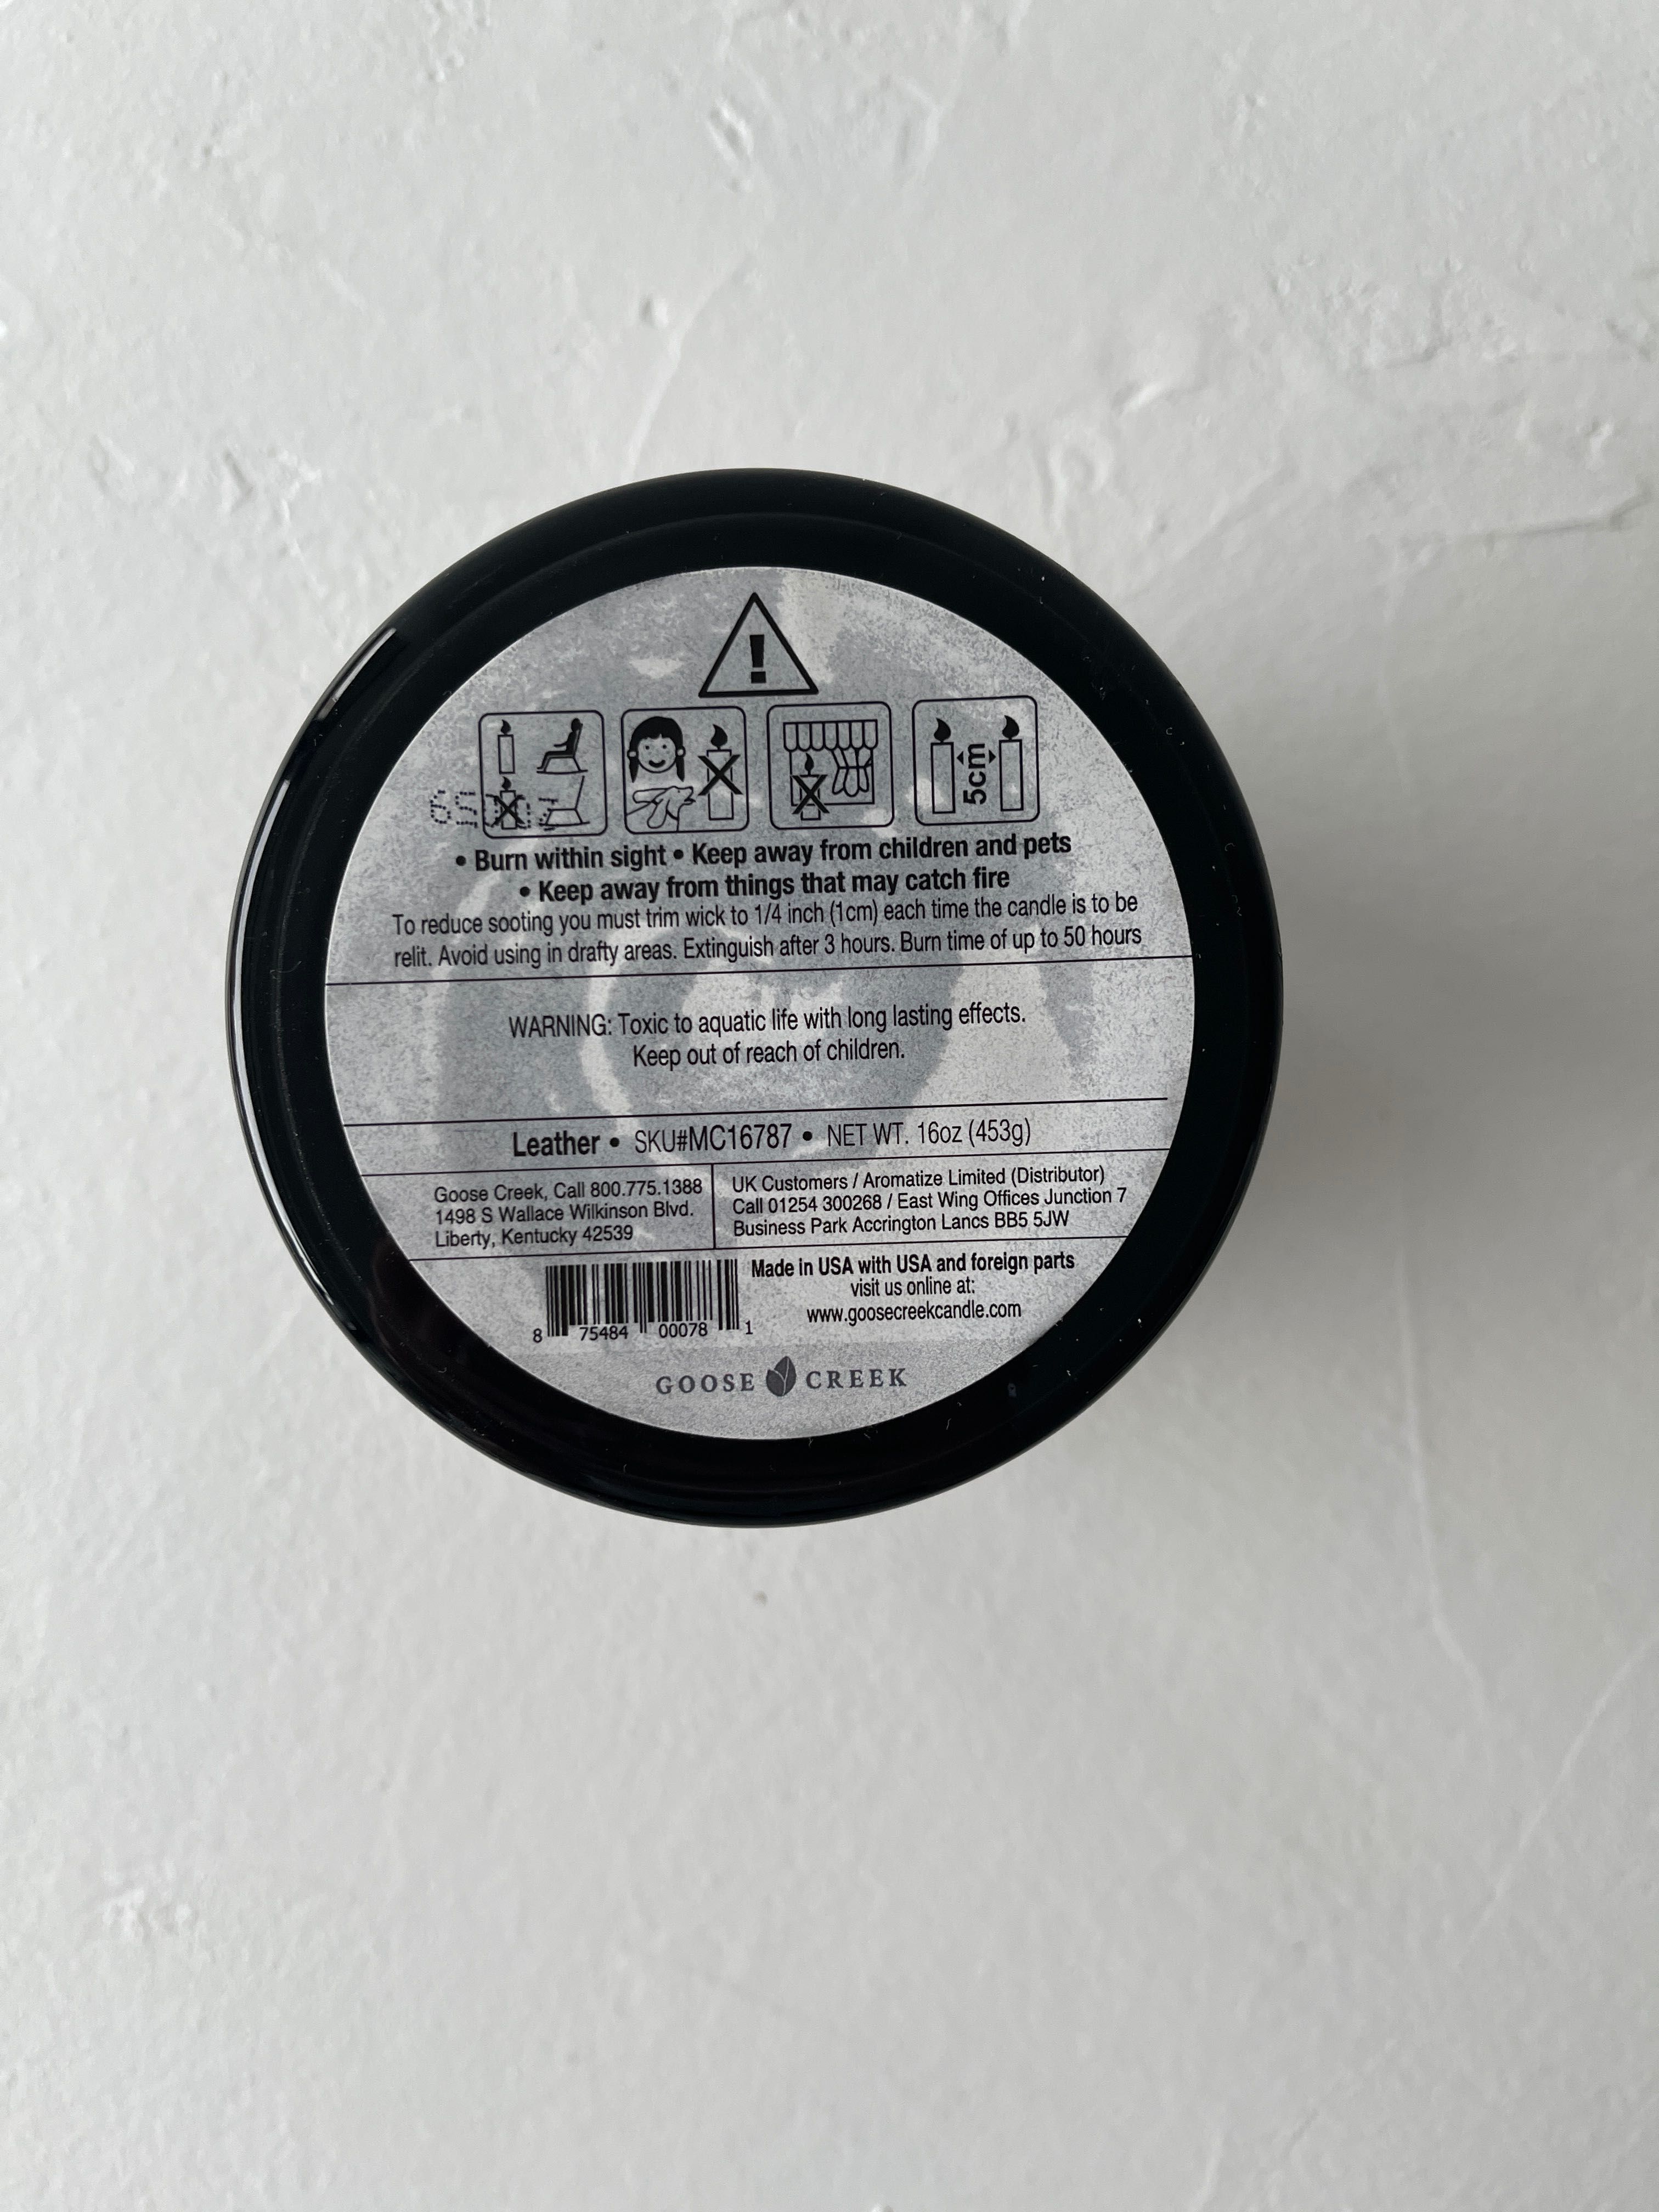 !
5cm
• Burn within sight • Keep away from children and pets
• Keep away from things that may catch fire
To reduce sooting you must trim wick to 1/4 inch (1cm) each time the candle is to be
relit. Avoid using in drafty areas. Extinguish after 3 hours. Burn time of up to 50 hours
WARNING: Toxic to aquatic life with long lasting effects.
Keep out of reach of children.
Leather • SKU#MC16787 • NET WT. 16oz (453g)
Goose Creek, Call 800.775.1388
1498 S Wallace Wilkinson Blvd.
Liberty, Kentucky 42539
UK Customers / Aromatize Limited (Distributor)
Call 01254 300268 / East Wing Offices Junction 7
Business Park Accrington Lancs BB5 5JW
Made in USA with USA and foreign parts
visit us online at:
www.goosecreekcandle.com
8 75484 00078 1
GOOSE CREEK